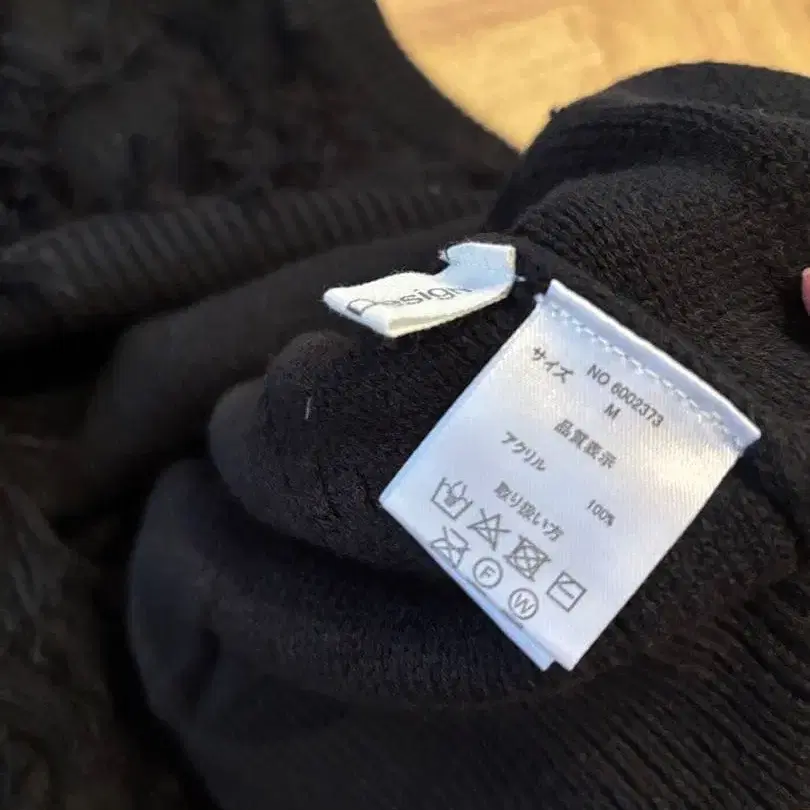 Design
NO 6002373
サイズ M
品質表示
アクリル 100%
取り扱い方
F
W